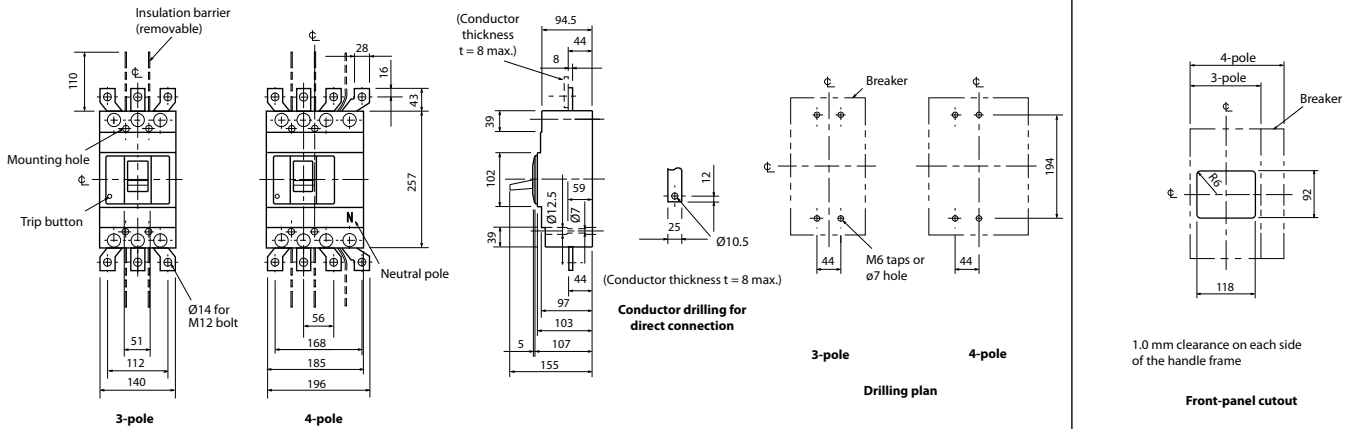 Insulation barrier
(removable)
110
℄
Mounting hole
℄
Trip button
Ø14 for
M12 bolt
51
112
140
3-pole
℄
28
16
43
257
N
Neutral pole
56
168
185
196
4-pole
(Conductor
thickness
t = 8 max.)
94.5
44
8
39
102
59
Ø12.5
Ø7
39
44
97
103
5
107
155
12
25
Ø10.5
(Conductor thickness t = 8 max.)
Conductor drilling for
direct connection
℄
Breaker
℄
℄
194
M6 taps or
ø7 hole
44
44
3-pole
4-pole
Drilling plan
4-pole
3-pole
℄
Breaker
℄
R6
92
118
1.0 mm clearance on each side
of the handle frame
Front-panel cutout